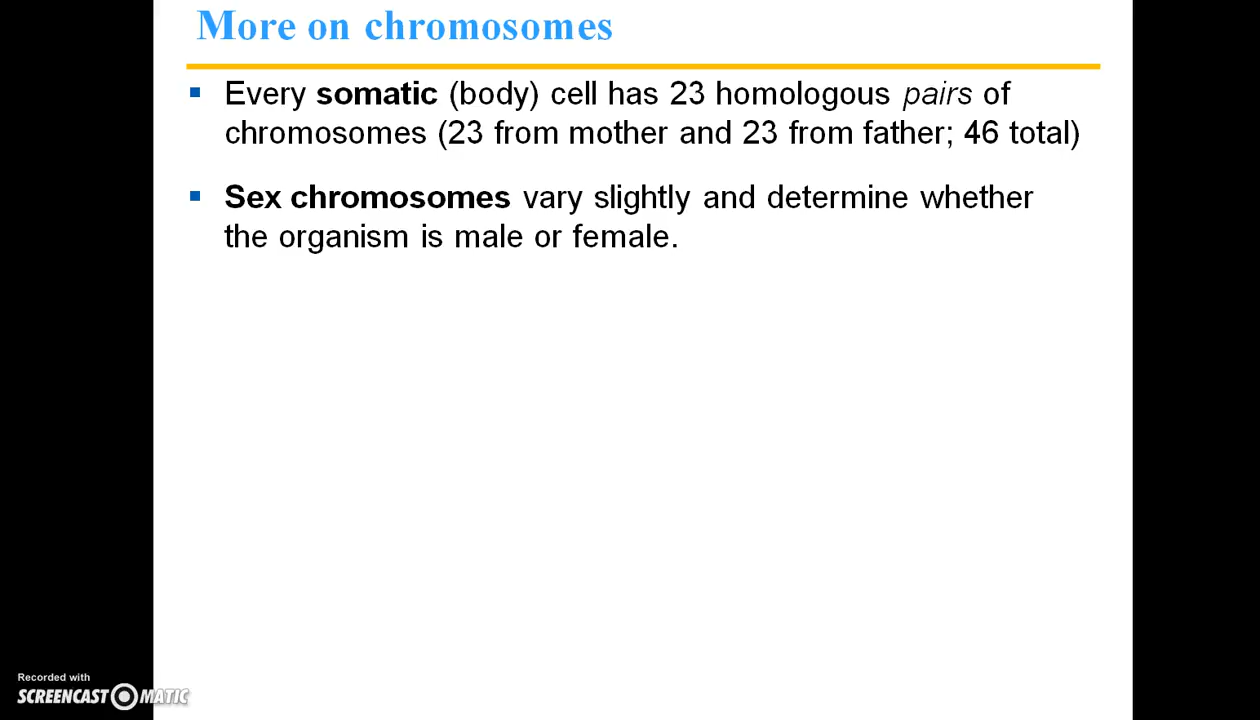 More on chromosomes
▪ Every somatic (body) cell has 23 homologous pairs of
chromosomes (23 from mother and 23 from father; 46 total)
▪ Sex chromosomes vary slightly and determine whether
the organism is male or female.
Recorded with
SCREENCAST MATIC